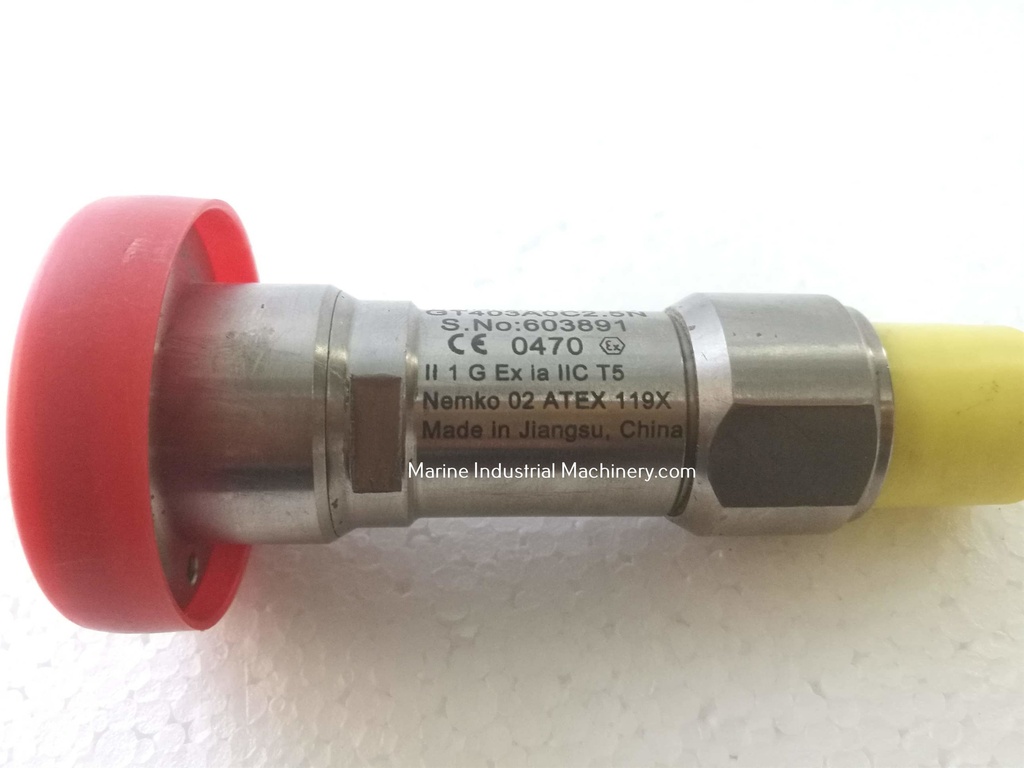 GT403A0C2.5N
S.No:603891
CE 0470 Ex
II 1 G Ex ia IIC T5
Nemko 02 ATEX 119X
Made in Jiangsu, China
Marine Industrial Machinery.com